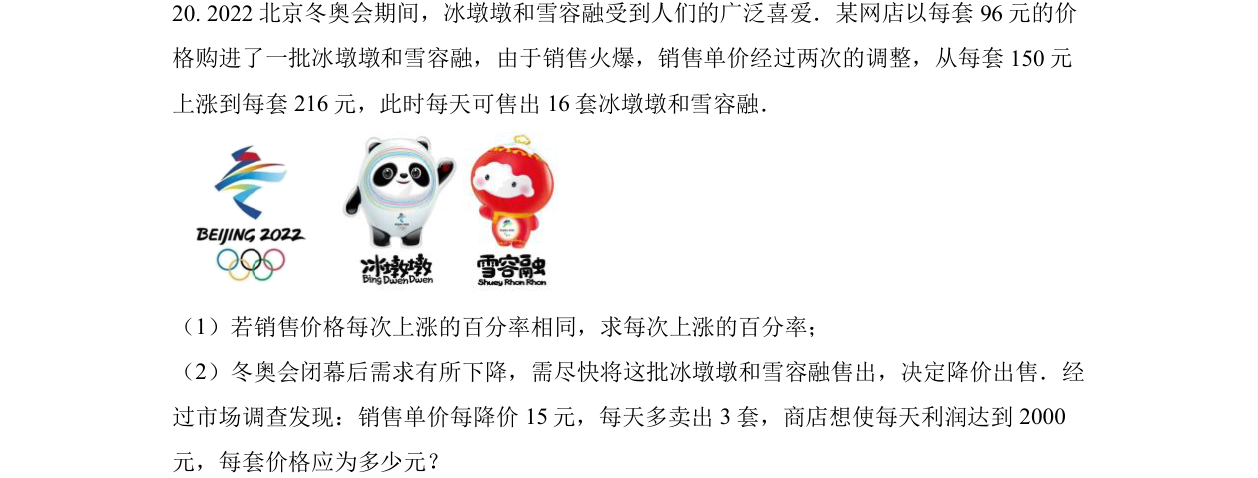 20. 2022 北京冬奥会期间，冰墩墩和雪容融受到人们的广泛喜爱．某网店以每套 96 元的价
格购进了一批冰墩墩和雪容融，由于销售火爆，销售单价经过两次的调整，从每套 150 元
上涨到每套 216 元，此时每天可售出 16 套冰墩墩和雪容融．
BEIJING 2022
冰墩墩
Bing Dwen Dwen
雪容融
Shuey Rhon Rhon
（1）若销售价格每次上涨的百分率相同，求每次上涨的百分率；
（2）冬奥会闭幕后需求有所下降，需尽快将这批冰墩墩和雪容融售出，决定降价出售．经
过市场调查发现：销售单价每降价 15 元，每天多卖出 3 套，商店想使每天利润达到 2000
元，每套价格应为多少元？